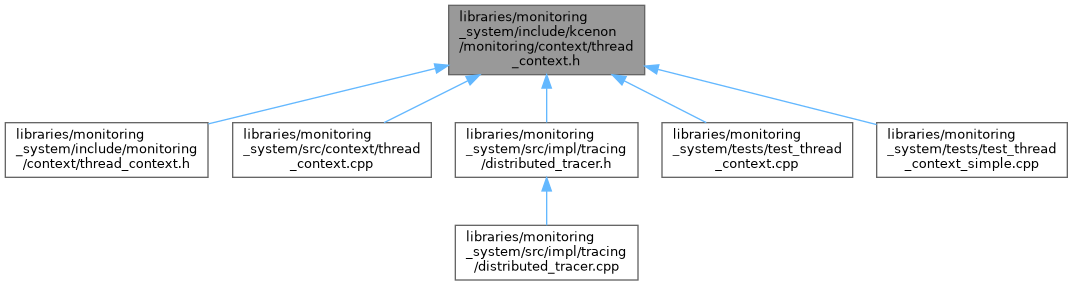 libraries/monitoring
_system/include/kcenon
/monitoring/context/thread
_context.h
libraries/monitoring
_system/include/monitoring
/context/thread_context.h
libraries/monitoring
_system/src/context/thread
_context.cpp
libraries/monitoring
_system/src/impl/tracing
/distributed_tracer.h
libraries/monitoring
_system/tests/test_thread
_context.cpp
libraries/monitoring
_system/tests/test_thread
_context_simple.cpp
libraries/monitoring
_system/src/impl/tracing
/distributed_tracer.cpp